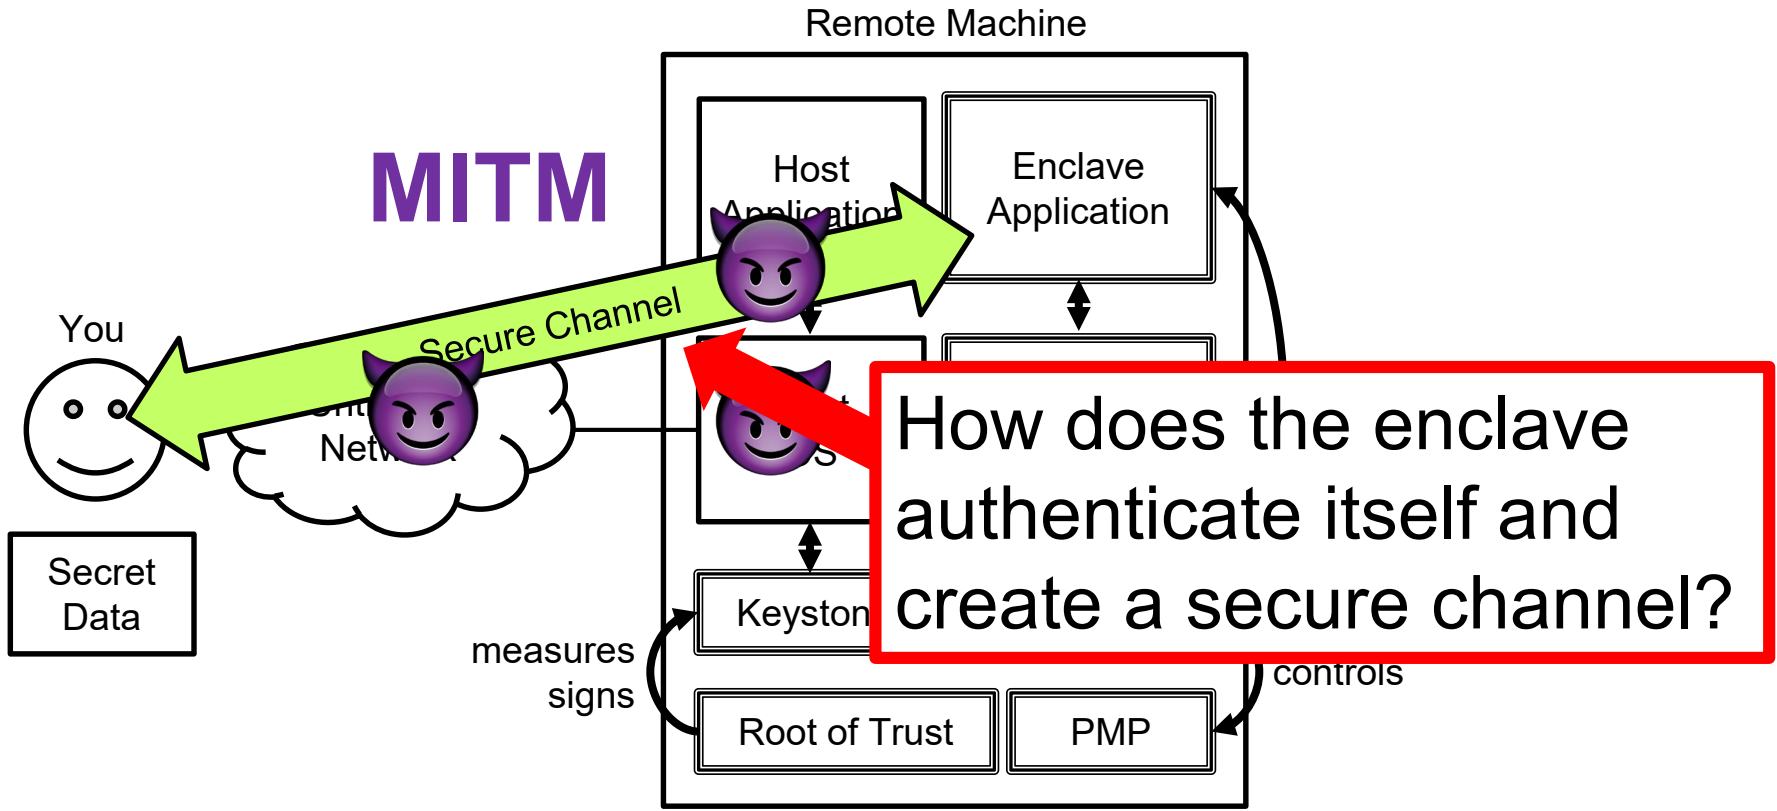 Remote Machine
MITM
Host
Application
Enclave
Application
You
Secure Channel
How does the enclave
authenticate itself and
create a secure channel?
Secret
Data
measures
signs
controls
Root of Trust
PMP